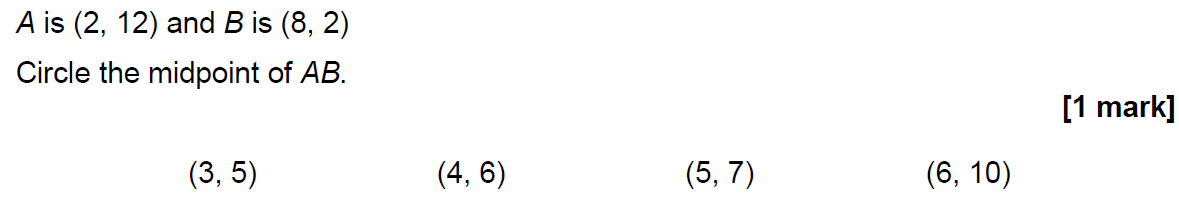 A is (2, 12) and B is (8, 2)
Circle the midpoint of AB.
[1 mark]
(3, 5) (4, 6) (5, 7) (6, 10)